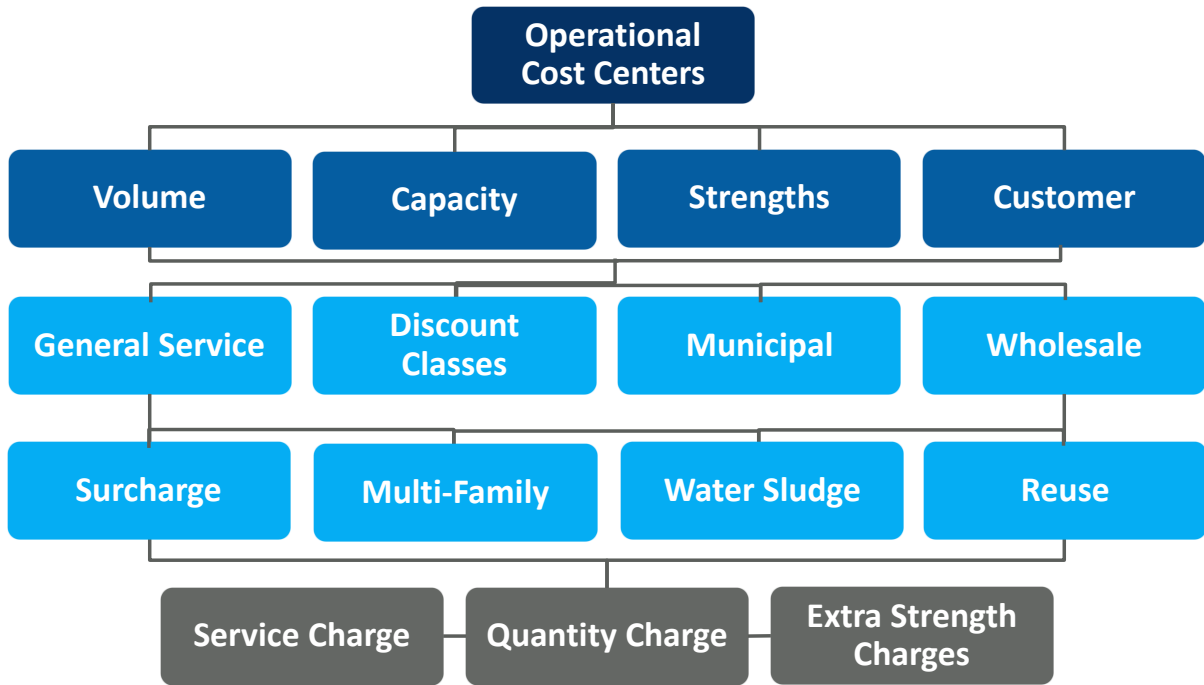 Operational
Cost Centers
Volume
Capacity
Strengths
Customer
General Service
Discount
Classes
Municipal
Wholesale
Surcharge
Multi-Family
Water Sludge
Reuse
Service Charge
Quantity Charge
Extra Strength
Charges